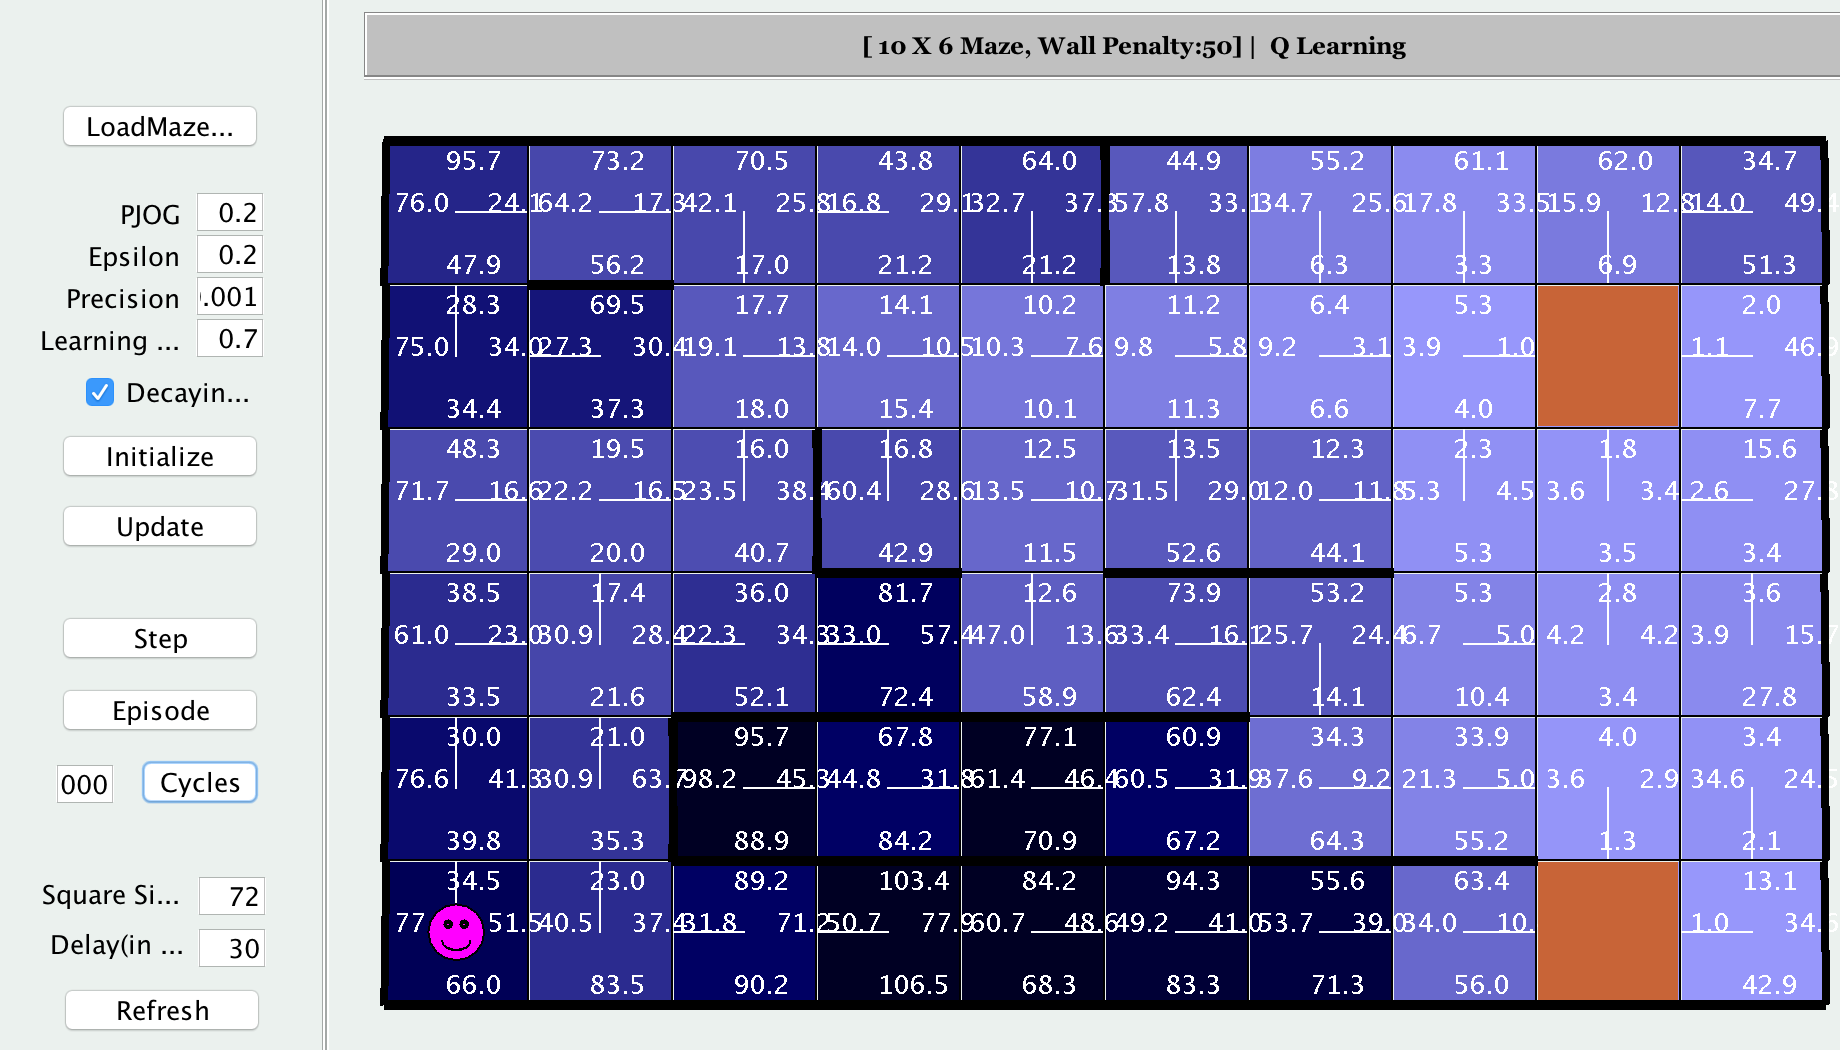 [ 10 X 6 Maze, Wall Penalty:50] | Q Learning
LoadMaze...
PJOG 0.2
Epsilon 0.2
Precision .001
Learning ... 0.7
Decayin...
Initialize
Update
Step
Episode
000 Cycles
Square Si... 72
Delay(in ... 30
Refresh
95.7 73.2 70.5 43.8 64.0 44.9 55.2 61.1 62.0 34.7
76.0 24.1 64.2 17.3 42.1 25.8 16.8 29.1 32.7 37.3 57.8 33.1 34.7 25.6 17.8 33.5 15.9 12.8 14.0 49.4
47.9 56.2 17.0 21.2 21.2 13.8 6.3 3.3 6.9 51.3
28.3 69.5 17.7 14.1 10.2 11.2 6.4 5.3 2.0
75.0 34.0 27.3 30.4 19.1 13.8 14.0 10.5 10.3 7.6 9.8 5.8 9.2 3.1 3.9 1.0 1.1 46.9
34.4 37.3 18.0 15.4 10.1 11.3 6.6 4.0 7.7
48.3 19.5 16.0 16.8 12.5 13.5 12.3 2.3 1.8 15.6
71.7 16.6 22.2 16.5 23.5 38.4 60.4 28.6 13.5 10.7 31.5 29.0 12.0 11.8 5.3 4.5 3.6 3.4 2.6 27.8
29.0 20.0 40.7 42.9 11.5 52.6 44.1 5.3 3.5 3.4
38.5 17.4 36.0 81.7 12.6 73.9 53.2 5.3 2.8 3.6
61.0 23.0 30.9 28.4 22.3 34.3 33.0 57.4 47.0 13.6 33.4 16.1 25.7 24.4 6.7 5.0 4.2 4.2 3.9 15.7
33.5 21.6 52.1 72.4 58.9 62.4 14.1 10.4 3.4 27.8
30.0 21.0 95.7 67.8 77.1 60.9 34.3 33.9 4.0 3.4
76.6 41.3 30.9 63.7 98.2 45.3 44.8 31.8 61.4 46.4 60.5 31.9 37.6 9.2 21.3 5.0 3.6 2.9 34.6 24.5
39.8 35.3 88.9 84.2 70.9 67.2 64.3 55.2 1.3 2.1
34.5 23.0 89.2 103.4 84.2 94.3 55.6 63.4 13.1
77 51.5 40.5 37.4 31.8 71.2 50.7 77.9 60.7 48.6 49.2 41.0 53.7 39.0 34.0 10. 1.0 34.6
66.0 83.5 90.2 106.5 68.3 83.3 71.3 56.0 42.9